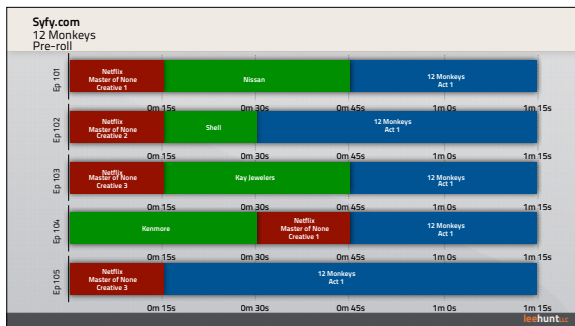 Syfy.com
12 Monkeys
Pre-roll
Ep 101
Netflix
Master of None
Creative 1
Nissan
12 Monkeys
Act 1
0m 15s 0m 30s 0m 45s 1m 0s 1m 15s
Ep 102
Netflix
Master of None
Creative 2
Shell
12 Monkeys
Act 1
0m 15s 0m 30s 0m 45s 1m 0s 1m 15s
Ep 103
Netflix
Master of None
Creative 3
Kay Jewelers
12 Monkeys
Act 1
0m 15s 0m 30s 0m 45s 1m 0s 1m 15s
Ep 104
Kenmore
Netflix
Master of None
Creative 1
12 Monkeys
Act 1
0m 15s 0m 30s 0m 45s 1m 0s 1m 15s
Ep 105
Netflix
Master of None
Creative 3
12 Monkeys
Act 1
0m 15s 0m 30s 0m 45s 1m 0s 1m 15s
leehunt LLC